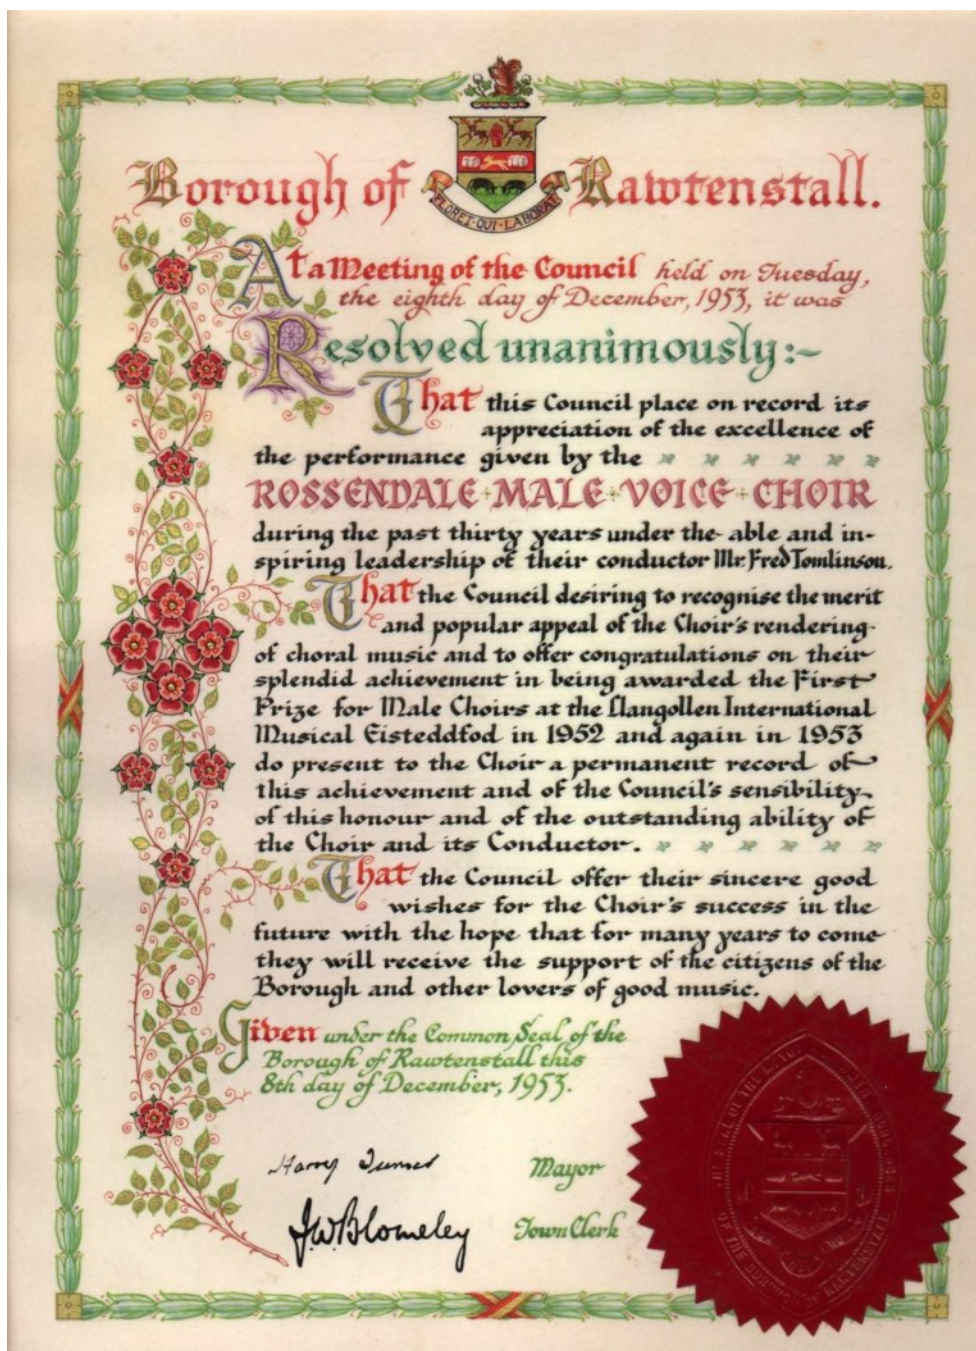 Borough of Rawtenstall.
FLORET·QUI·LABORAT
At a Meeting of the Council held on Tuesday,
the eighth day of December, 1953, it was
Resolved unanimously:-
That this Council place on record its
appreciation of the excellence of
the performance given by the
ROSSENDALE MALE VOICE CHOIR
during the past thirty years under the able and in-
spiring leadership of their conductor Mr. Fred Tomlinson.
That the Council desiring to recognise the merit
and popular appeal of the Choir's rendering
of choral music and to offer congratulations on their
splendid achievement in being awarded the First
Prize for Male Choirs at the Llangollen International
Musical Eisteddfod in 1952 and again in 1953
do present to the Choir a permanent record of
this achievement and of the Council's sensibility
of this honour and of the outstanding ability of
the Choir and its Conductor.
That the Council offer their sincere good
wishes for the Choir's success in the
future with the hope that for many years to come
they will receive the support of the citizens of the
Borough and other lovers of good music.
Given under the Common Seal of the
Borough of Rawtenstall this
8th day of December, 1953.
Harry Mayor
J.W. Blomeley Town Clerk
SEAL OF THE
OF THE BOROUGH OF RAWTENSTALL